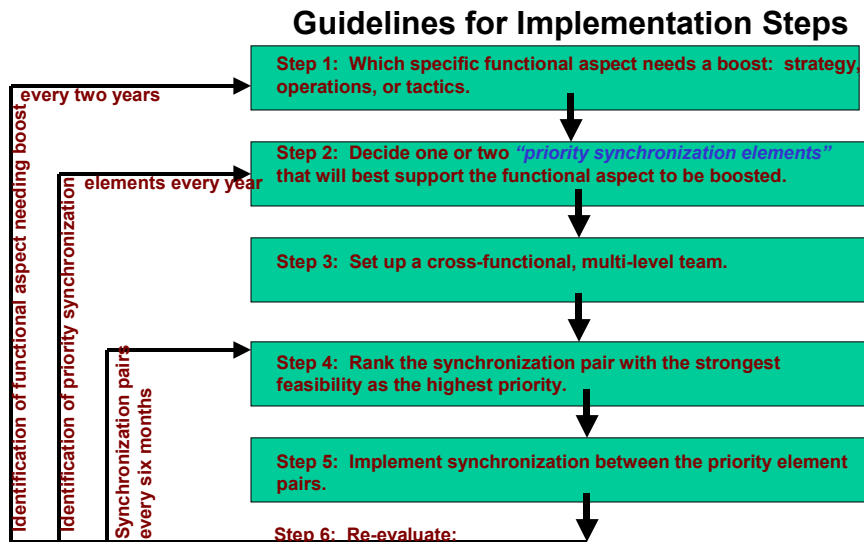 Guidelines for Implementation Steps
Step 1: Which specific functional aspect needs a boost: strategy,
operations, or tactics.
every two years
Step 2: Decide one or two "priority synchronization elements"
that will best support the functional aspect to be boosted.
elements every year
Step 3: Set up a cross-functional, multi-level team.
Step 4: Rank the synchronization pair with the strongest
feasibility as the highest priority.
Step 5: Implement synchronization between the priority element
pairs.
Step 6: Re-evaluate:
Identification of functional aspect needing boost
Identification of priority synchronization
Synchronization pairs
every six months